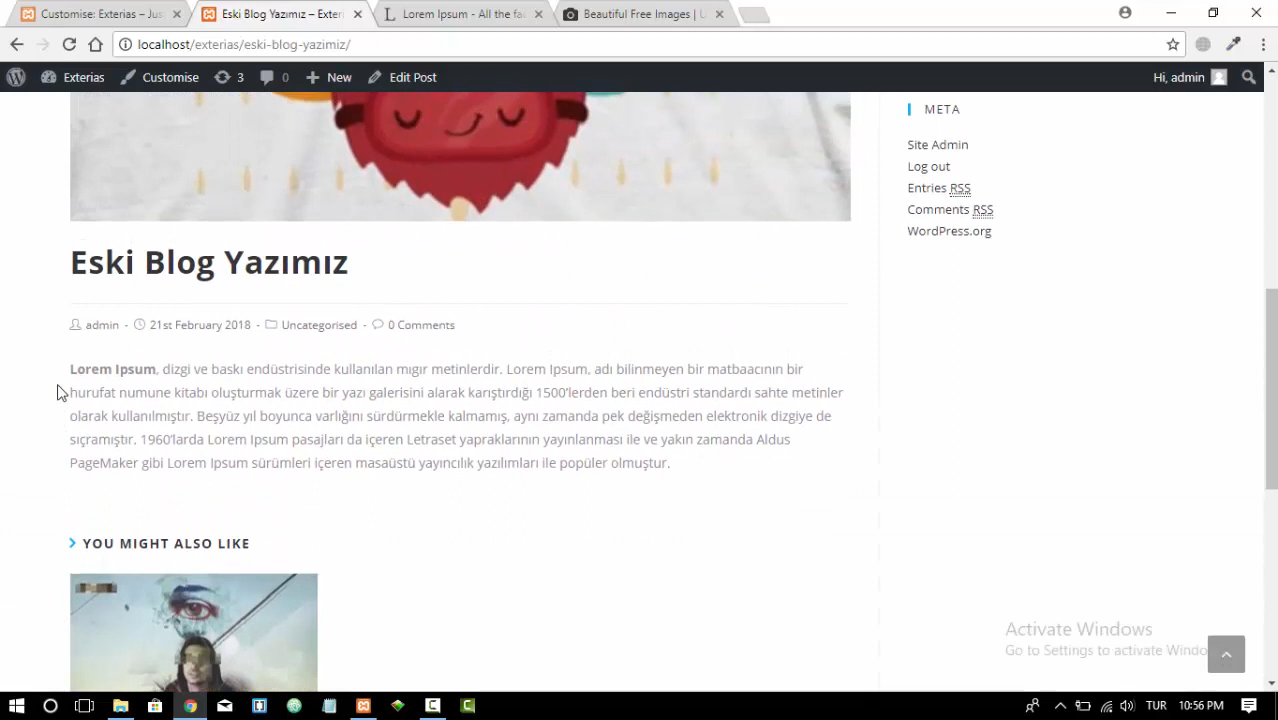 Customise: Exterias – Jus
Eski Blog Yazımız – Exter
Lorem Ipsum - All the fac
Beautiful Free Images | U
localhost/exterias/eski-blog-yazimiz/
Exterias
Customise
3
0
New
Edit Post
Hi, admin
META
Site Admin
Log out
Entries RSS
Comments RSS
WordPress.org
Eski Blog Yazımız
admin - 21st February 2018 - Uncategorised - 0 Comments
Lorem Ipsum, dizgi ve baskı endüstrisinde kullanılan mıgır metinlerdir. Lorem Ipsum, adı bilinmeyen bir matbaacının bir
hurufat numune kitabı oluşturmak üzere bir yazı galerisini alarak karıştırdığı 1500'lerden beri endüstri standardı sahte metinler
olarak kullanılmıştır. Beşyüz yıl boyunca varlığını sürdürmekle kalmamış, aynı zamanda pek değişmeden elektronik dizgiye de
sıçramıştır. 1960'larda Lorem Ipsum pasajları da içeren Letraset yapraklarının yayınlanması ile ve yakın zamanda Aldus
PageMaker gibi Lorem Ipsum sürümleri içeren masaüstü yayıncılık yazılımları ile popüler olmuştur.
YOU MIGHT ALSO LIKE
Activate Windows
Go to Settings to activate Windo
TUR
10:56 PM